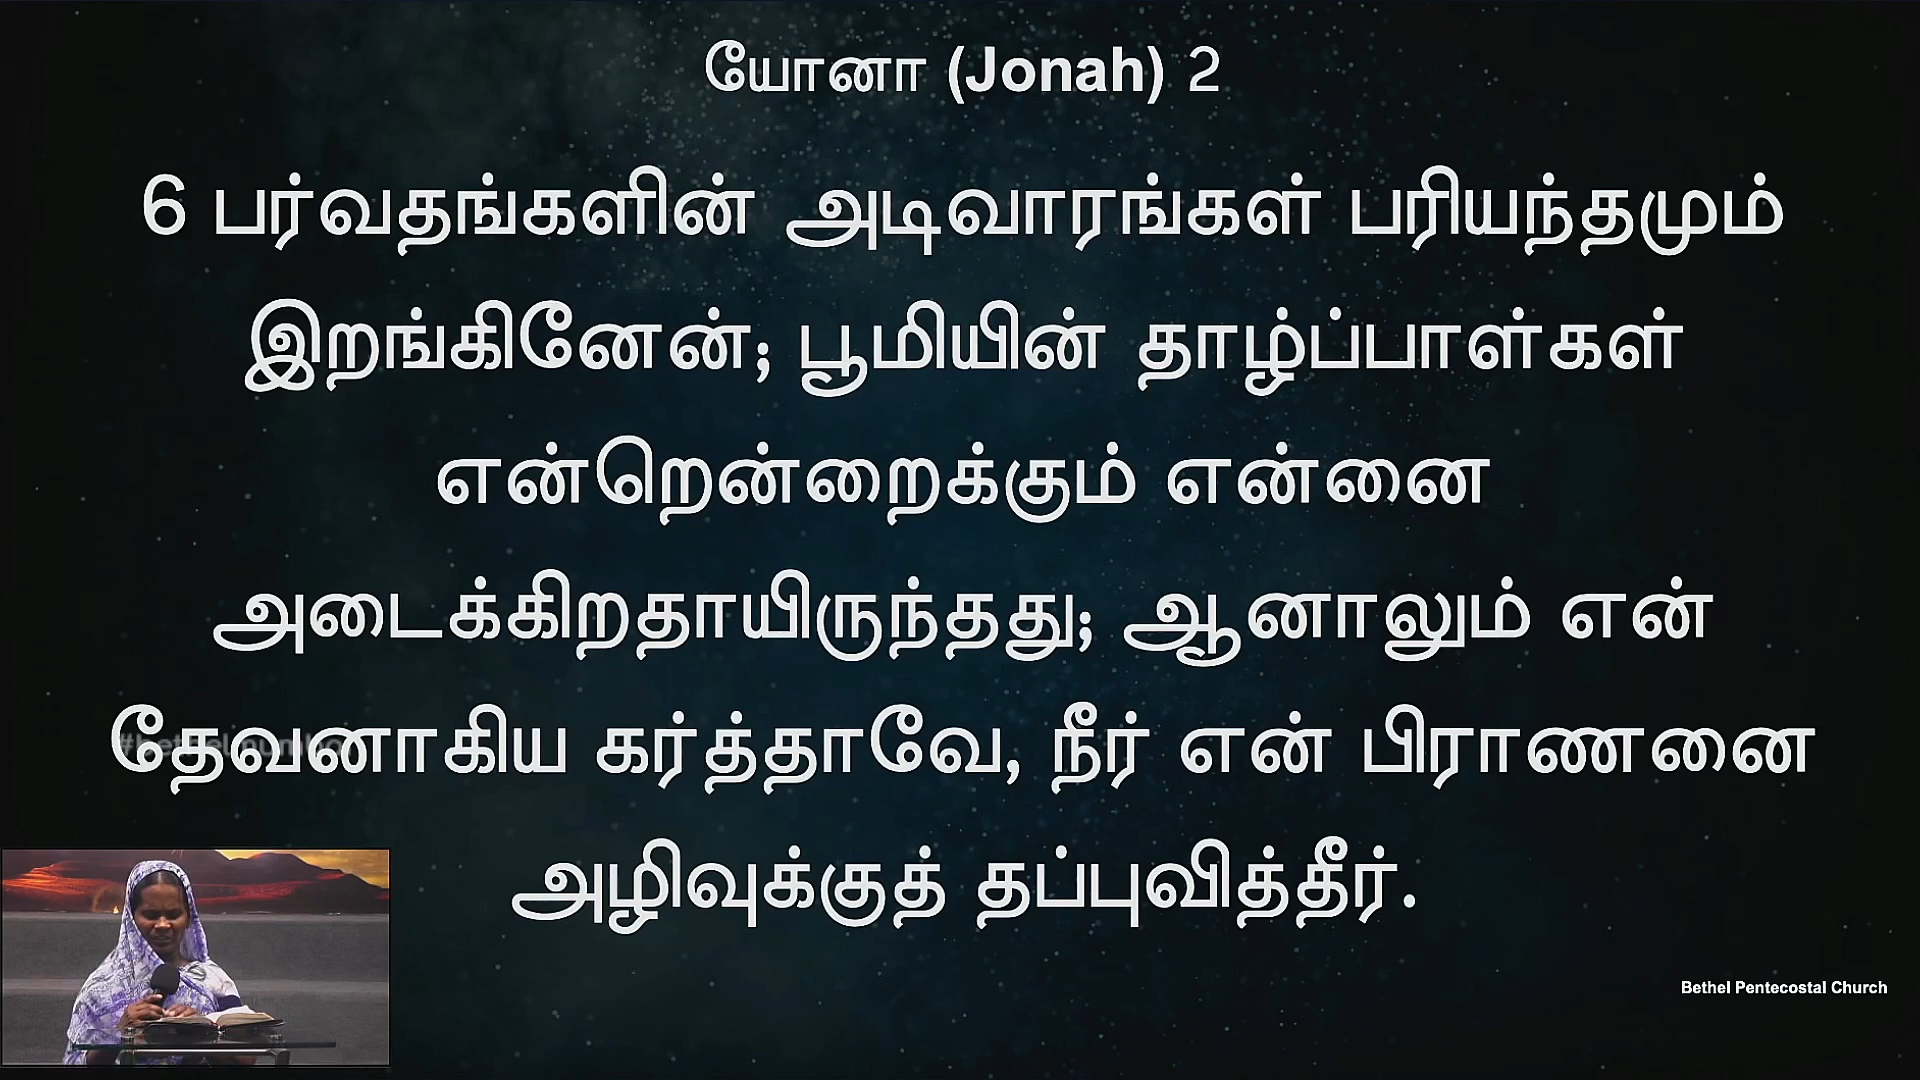 யோனா (Jonah) 2
6 பர்வதங்களின் அடிவாரங்கள் பரியந்தமும்
இறங்கினேன்; பூமியின் தாழ்ப்பாள்கள்
என்றென்றைக்கும் என்னை
அடைக்கிறதாயிருந்தது; ஆனாலும் என்
தேவனாகிய கர்த்தாவே, நீர் என் பிராணனை
அழிவுக்குத் தப்புவித்தீர்.
Bethel Pentecostal Church